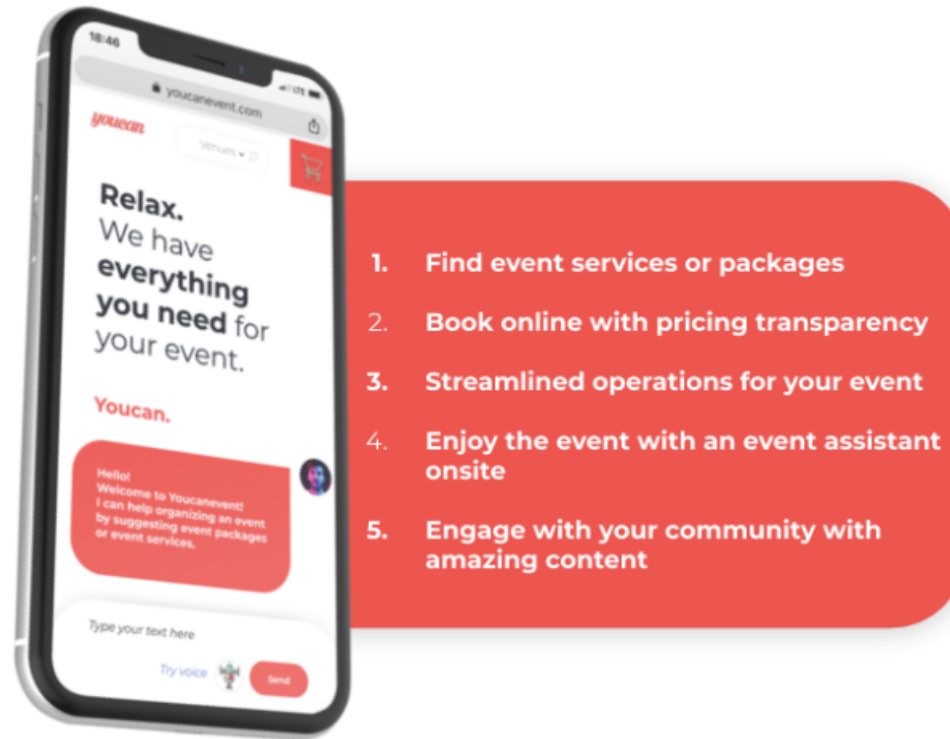 18:46
LTE
youcanevent.com
youcan
Venues
Relax.
We have
everything
you need for
your event.
Youcan.
Hello!
Welcome to Youcanevent!
I can help organizing an event
by suggesting event packages
or event services.
Type your text here
Try voice
Send
1. Find event services or packages
2. Book online with pricing transparency
3. Streamlined operations for your event
4. Enjoy the event with an event assistant
onsite
5. Engage with your community with
amazing content